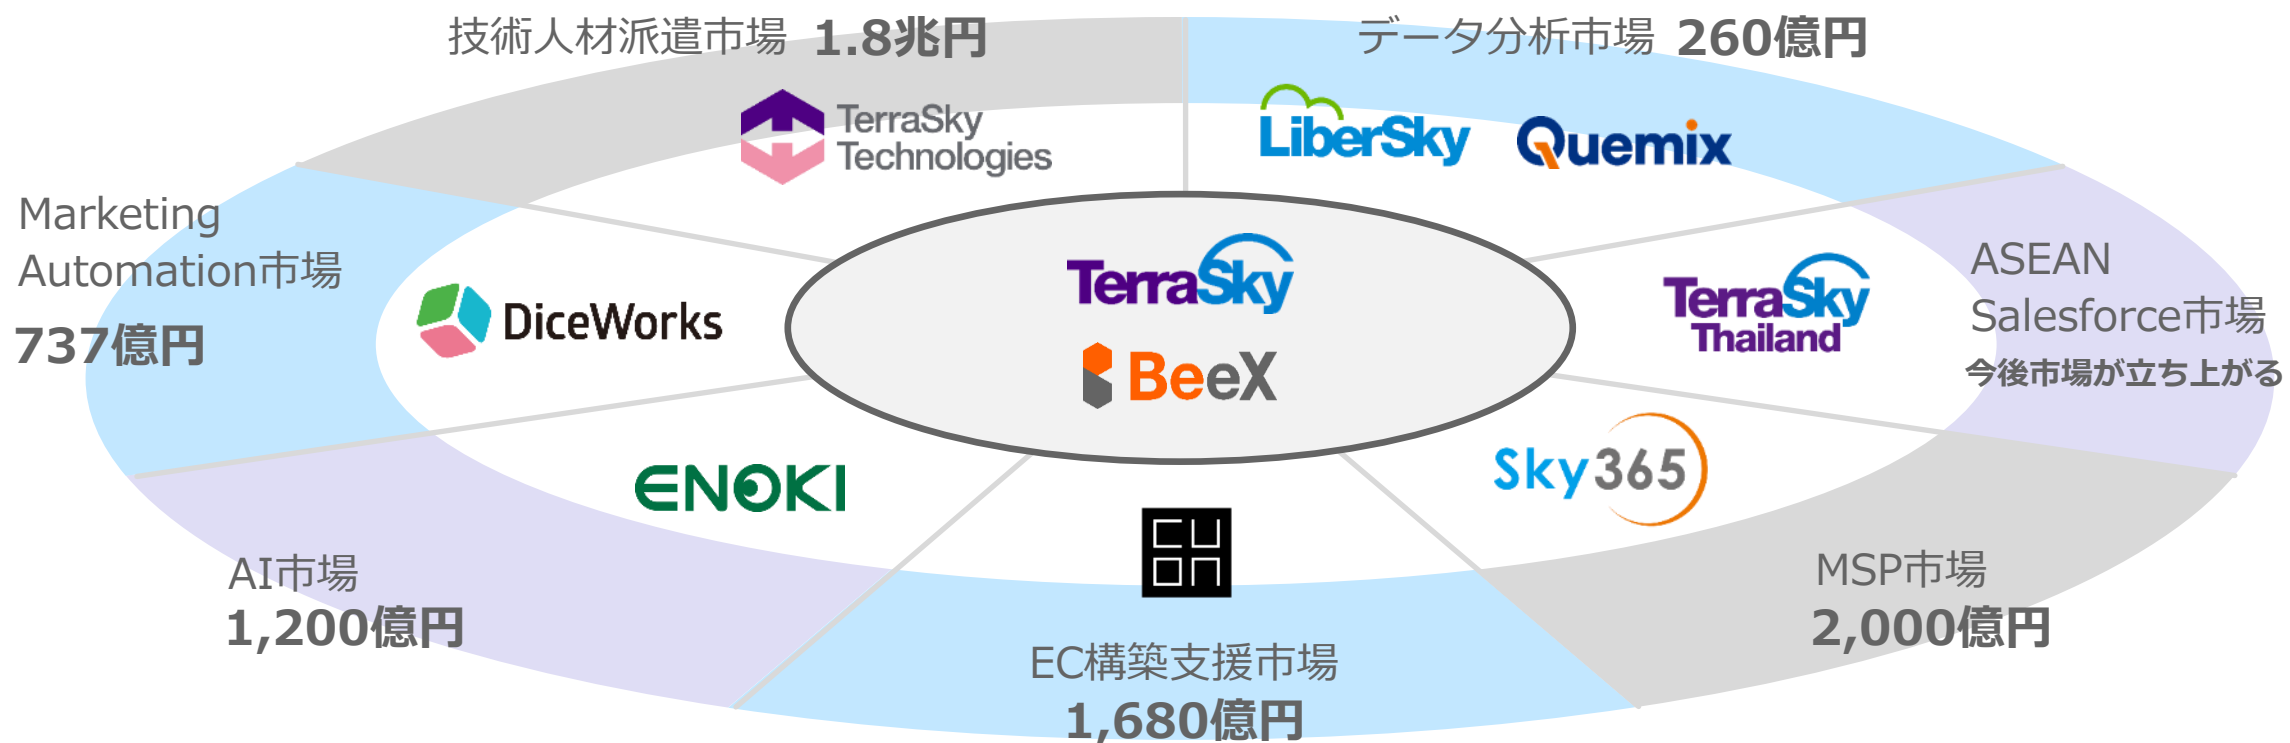 技術人材派遣市場 1.8兆円
データ分析市場 260億円
TerraSky
Technologies
LiberSky
Quemix
Marketing
Automation市場
737億円
DiceWorks
TerraSky
BeeX
TerraSky
Thailand
ASEAN
Salesforce市場
今後市場が立ち上がる
ENOKI
CU
ON
Sky365
AI市場
1,200億円
EC構築支援市場
1,680億円
MSP市場
2,000億円